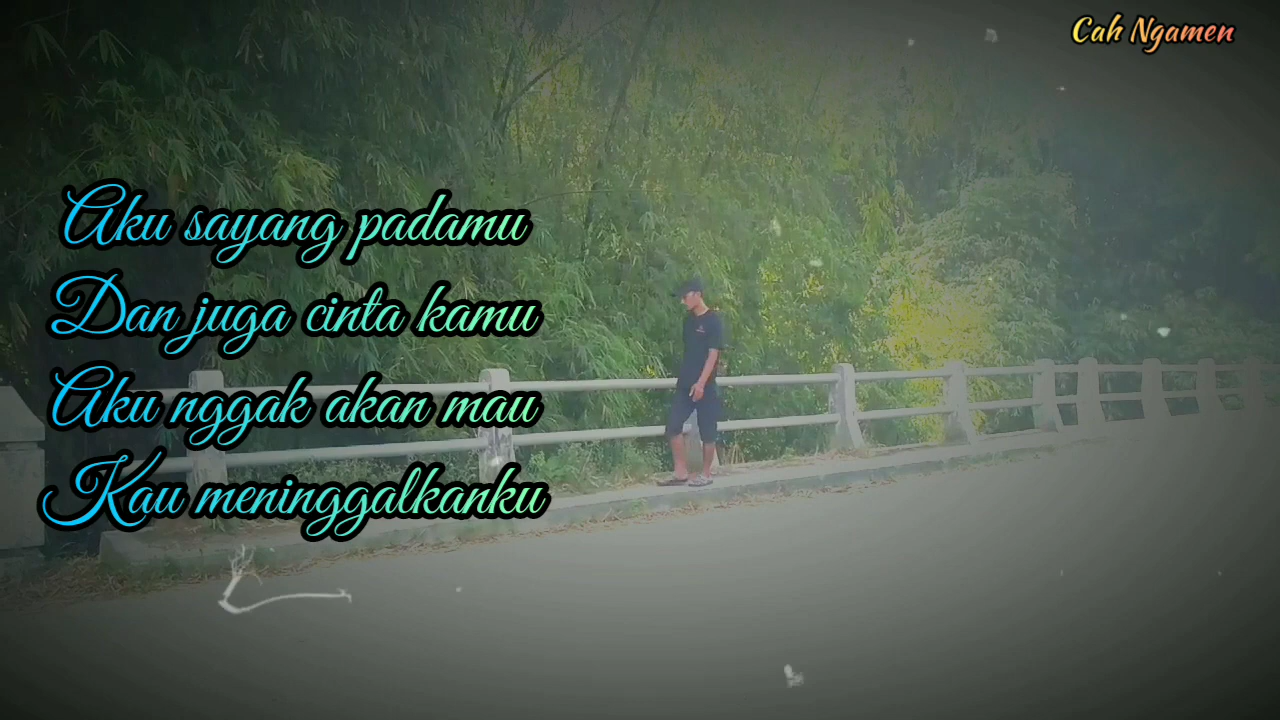 Cah Ngamen
Aku sayang padamu
Dan juga cinta kamu
Aku nggak akan mau
Kau meninggalkanku